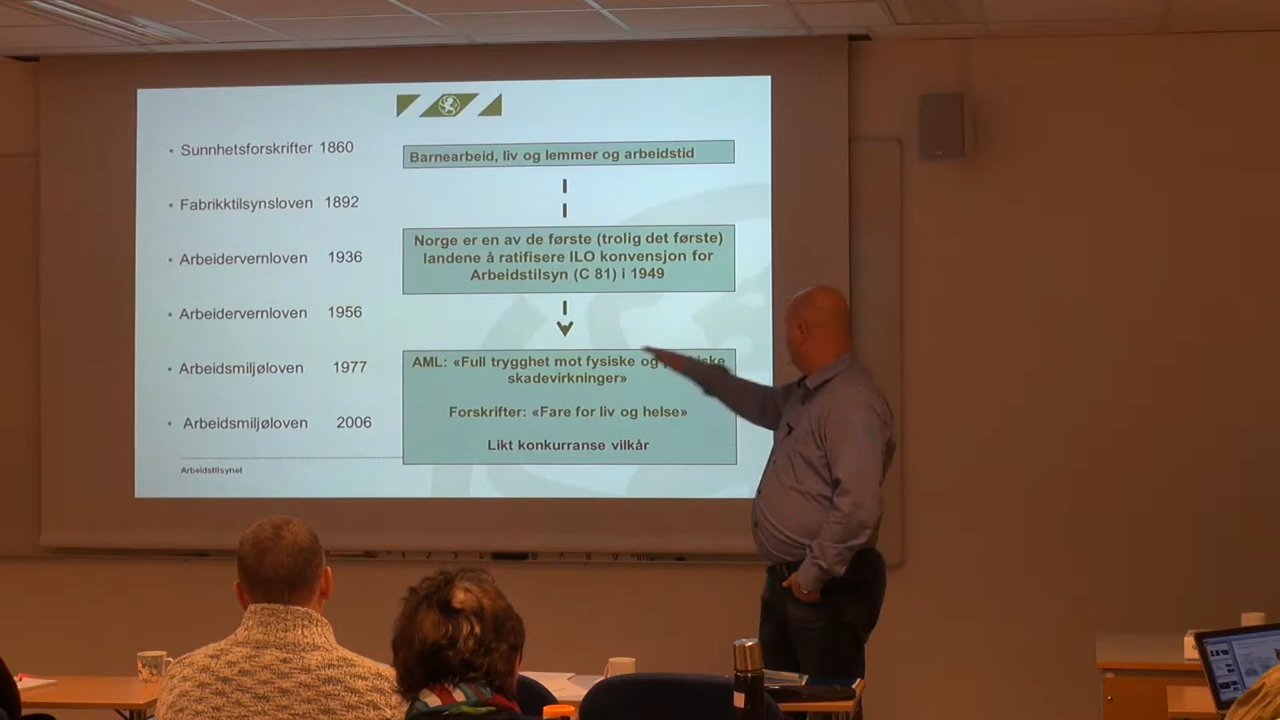 Sunnhetsforskrifter 1860
Fabrikktilsynsloven 1892
Arbeidervernloven 1936
Arbeidervernloven 1956
Arbeidsmiljøloven 1977
Arbeidsmiljøloven 2006
Arbeidstilsynet
Barnearbeid, liv og lemmer og arbeidstid
Norge er en av de første (trolig det første)
landene å ratifisere ILO konvensjon for
Arbeidstilsyn (C 81) i 1949
AML: «Full trygghet mot fysiske og
skadevirkninger»
Forskrifter: «Fare for liv og helse»
Likt konkurranse vilkår